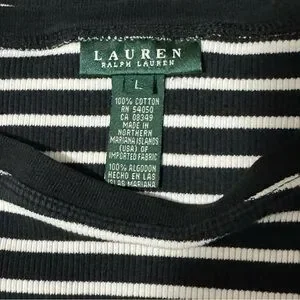 LAUREN
RALPH LAUREN
L
100% COTTON
RN 54050
CA 08349
MADE IN
NORTHERN
MARIANA ISLANDS
(USA) OF
IMPORTED FABRIC
100% ALGODON
HECHO EN LAS
ISLAS MARIANA